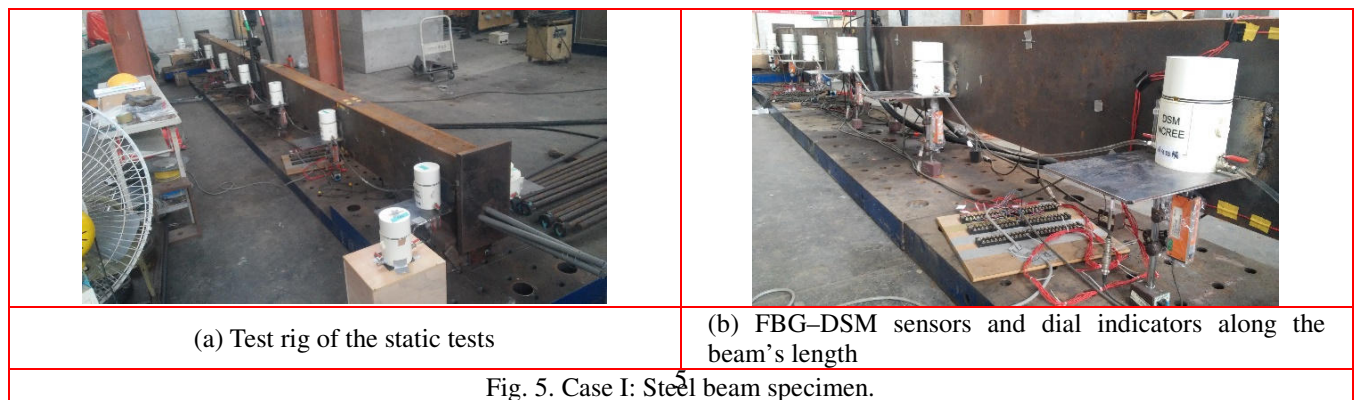 DSM
NCREE
(a) Test rig of the static tests
(b) FBG–DSM sensors and dial indicators along the
beam's length
5
Fig. 5. Case I: Steel beam specimen.